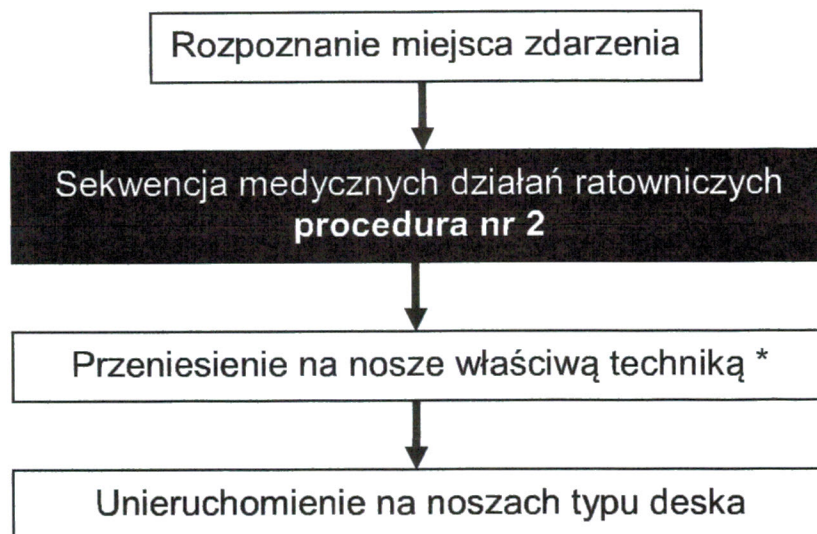 Rozpoznanie miejsca zdarzenia
Sekwencja medycznych działań ratowniczych
procedura nr 2
Przeniesienie na nosze właściwą techniką *
Unieruchomienie na noszach typu deska